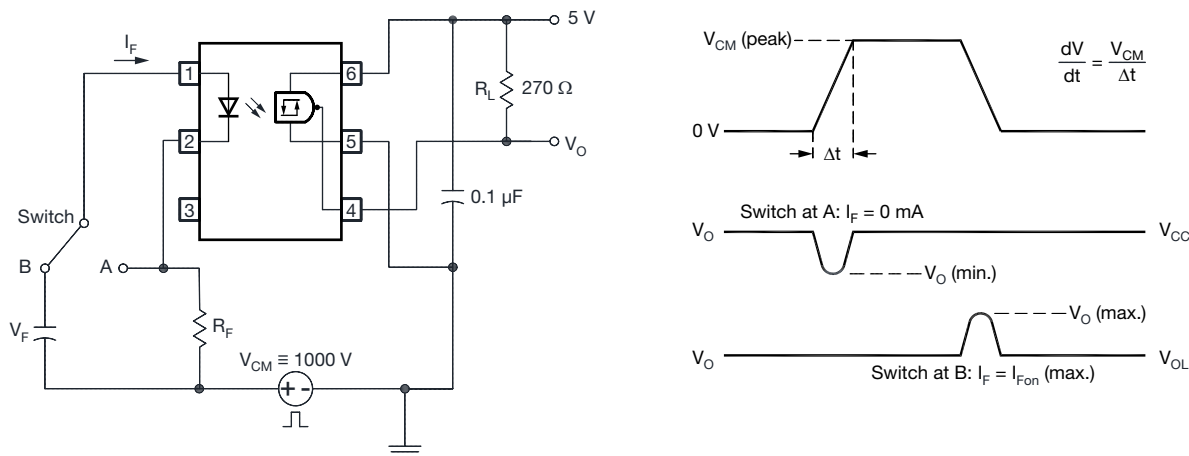 I_F
1
2
3
6
5
4
5 V
R_L
270 Ω
V_O
0.1 µF
Switch
B
A
V_F
R_F
V_CM ≡ 1000 V
+ -
V_CM (peak)
0 V
Δt
dV
dt
=
V_CM
Δt
Switch at A: I_F = 0 mA
V_O
V_CC
V_O (min.)
V_O (max.)
V_O
V_OL
Switch at B: I_F = I_Fon (max.)